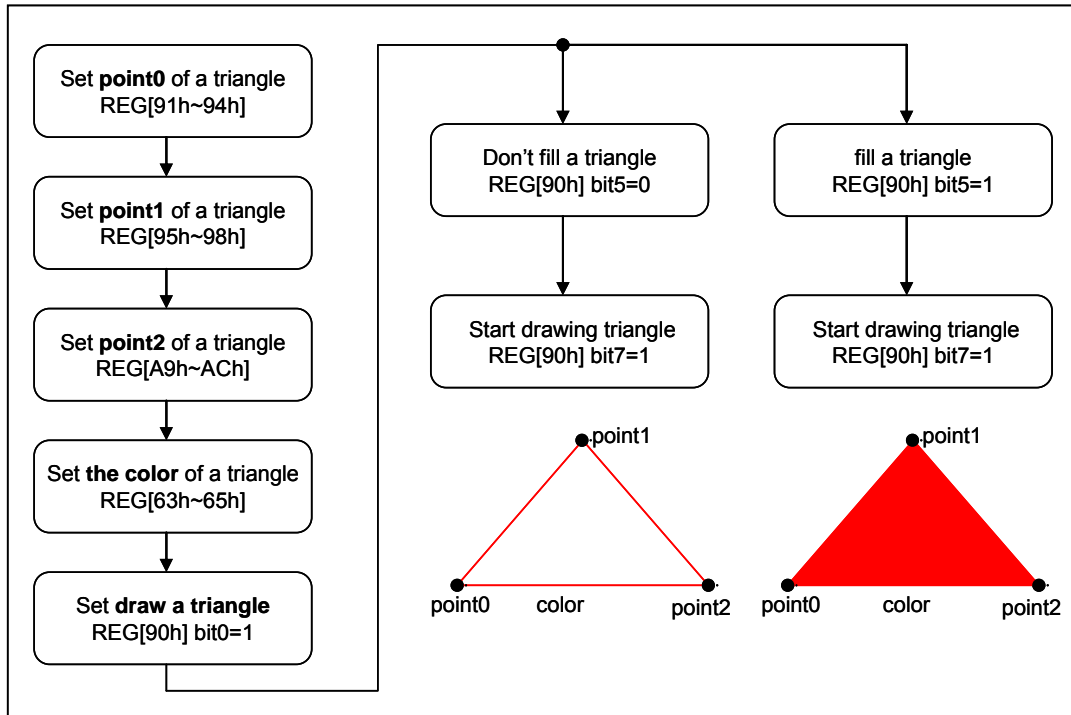 Set point0 of a triangle
REG[91h~94h]
Set point1 of a triangle
REG[95h~98h]
Set point2 of a triangle
REG[A9h~ACh]
Set the color of a triangle
REG[63h~65h]
Set draw a triangle
REG[90h] bit0=1
Don't fill a triangle
REG[90h] bit5=0
Start drawing triangle
REG[90h] bit7=1
point1
point0
color
point2
fill a triangle
REG[90h] bit5=1
Start drawing triangle
REG[90h] bit7=1
point1
point0
color
point2